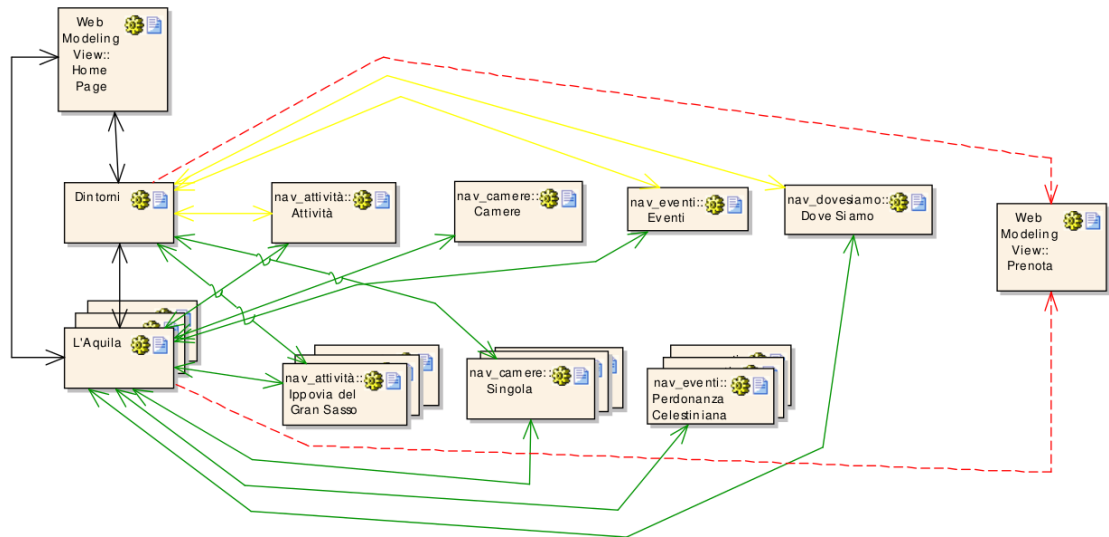 Web
Modeling
View::
Home
Page
Dintorni
nav_attività::
Attività
nav_camere::
Camere
nav_eventi::
Eventi
nav_dovesiamo::
Dove Siamo
Web
Modeling
View::
Prenota
L'Aquila
nav_attività::
Ippovia del
Gran Sasso
nav_camere::
Singola
nav_eventi::
Perdonanza
Celestiniana